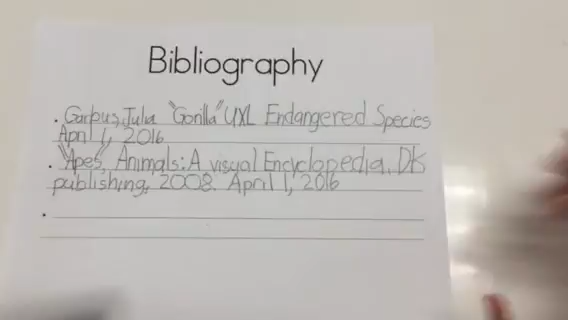 Bibliography
. Garbus, Julia "Gorilla" UXL Endangered Species
April 1, 2016
. "Apes", Animals: A visual Encyclopedia. DK
publishing, 2008. April 1, 2016
.